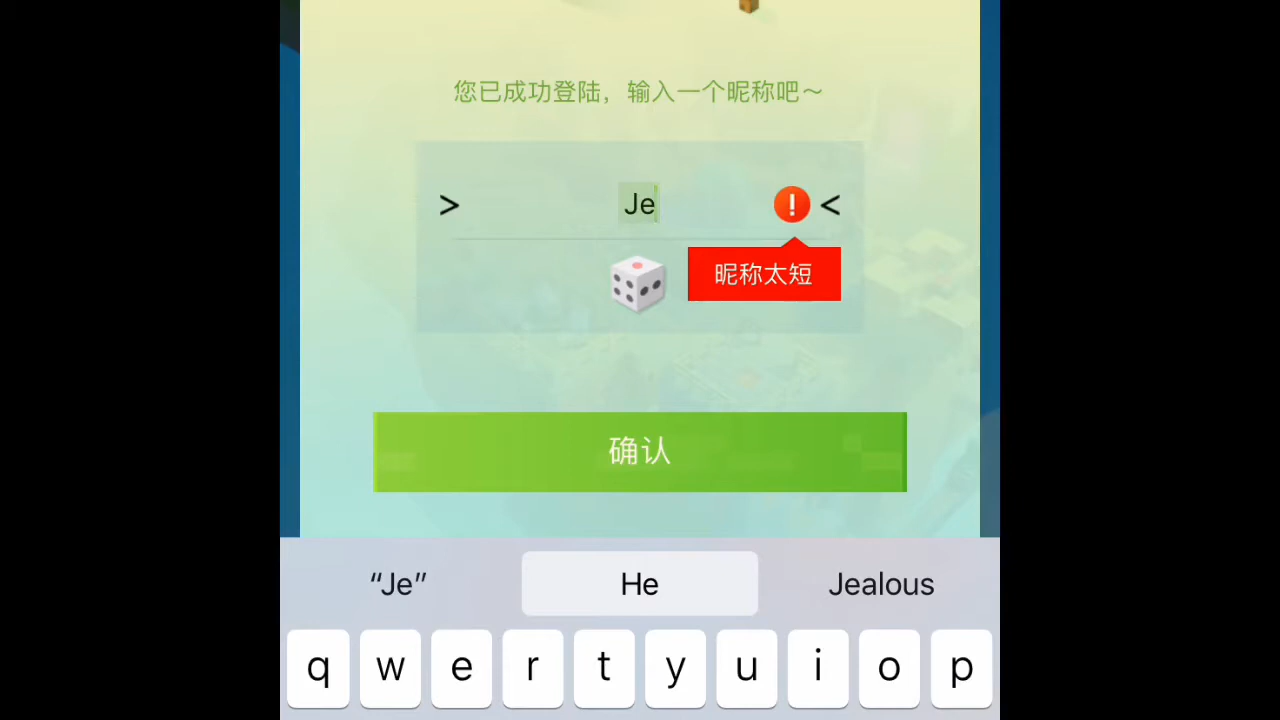 您已成功登陆，输入一个昵称吧～
> Je ! <
昵称太短
确认
“Je” He Jealous
q w e r t y u i o p